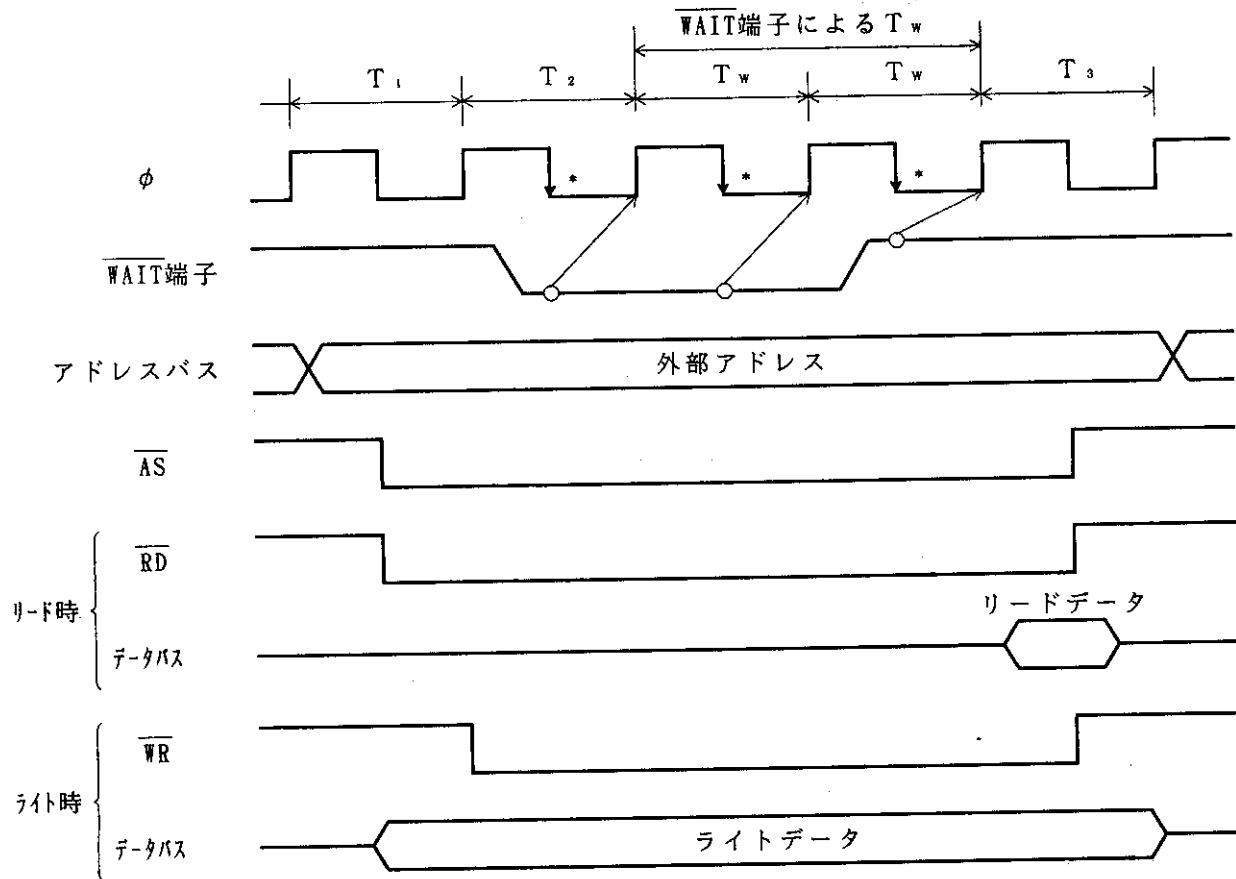 WAIT端子によるTw
T1 T2 Tw Tw T3
φ
* * *
WAIT端子
アドレスバス
外部アドレス
AS
リード時
RD
リードデータ
データバス
ライト時
WR
データバス
ライトデータ